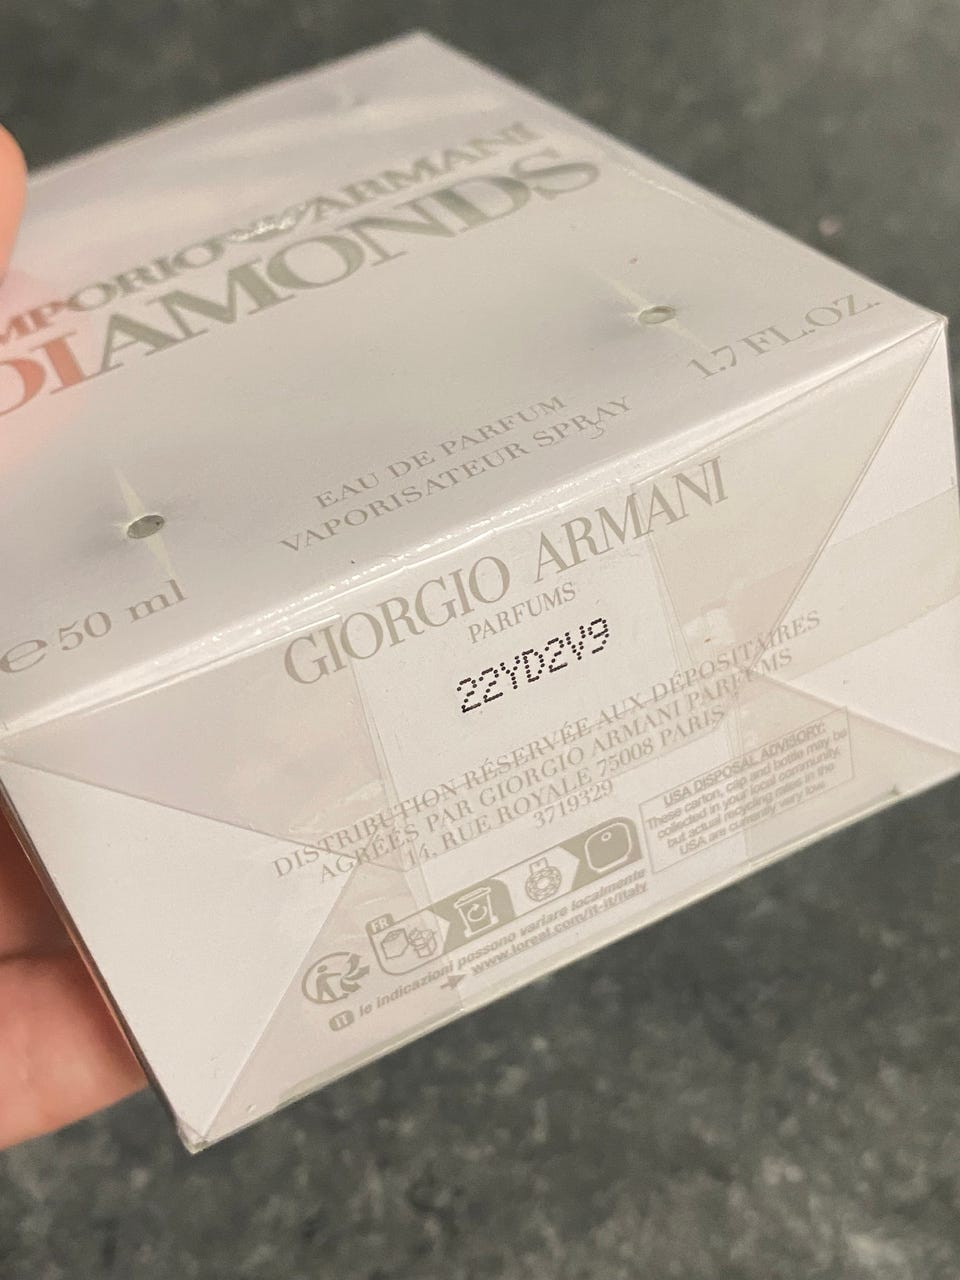 EMPORIO ARMANI
DIAMONDS
EAU DE PARFUM
VAPORISATEUR SPRAY
1.7 FL.OZ.
e 50 ml
GIORGIO ARMANI
PARFUMS
22YD2V9
DISTRIBUTION RÉSERVÉE AUX DÉPOSITAIRES
AGRÉES PAR GIORGIO ARMANI PARFUMS
14, RUE ROYALE 75008 PARIS
3719329
USA DISPOSAL ADVISORY:
These carton, cap and bottle may be
collected in your local community,
but actual recycling rates in the
USA are currently very low.
FR
IT le indicazioni possono variare localmente
www.loreal.com/it-it/italy